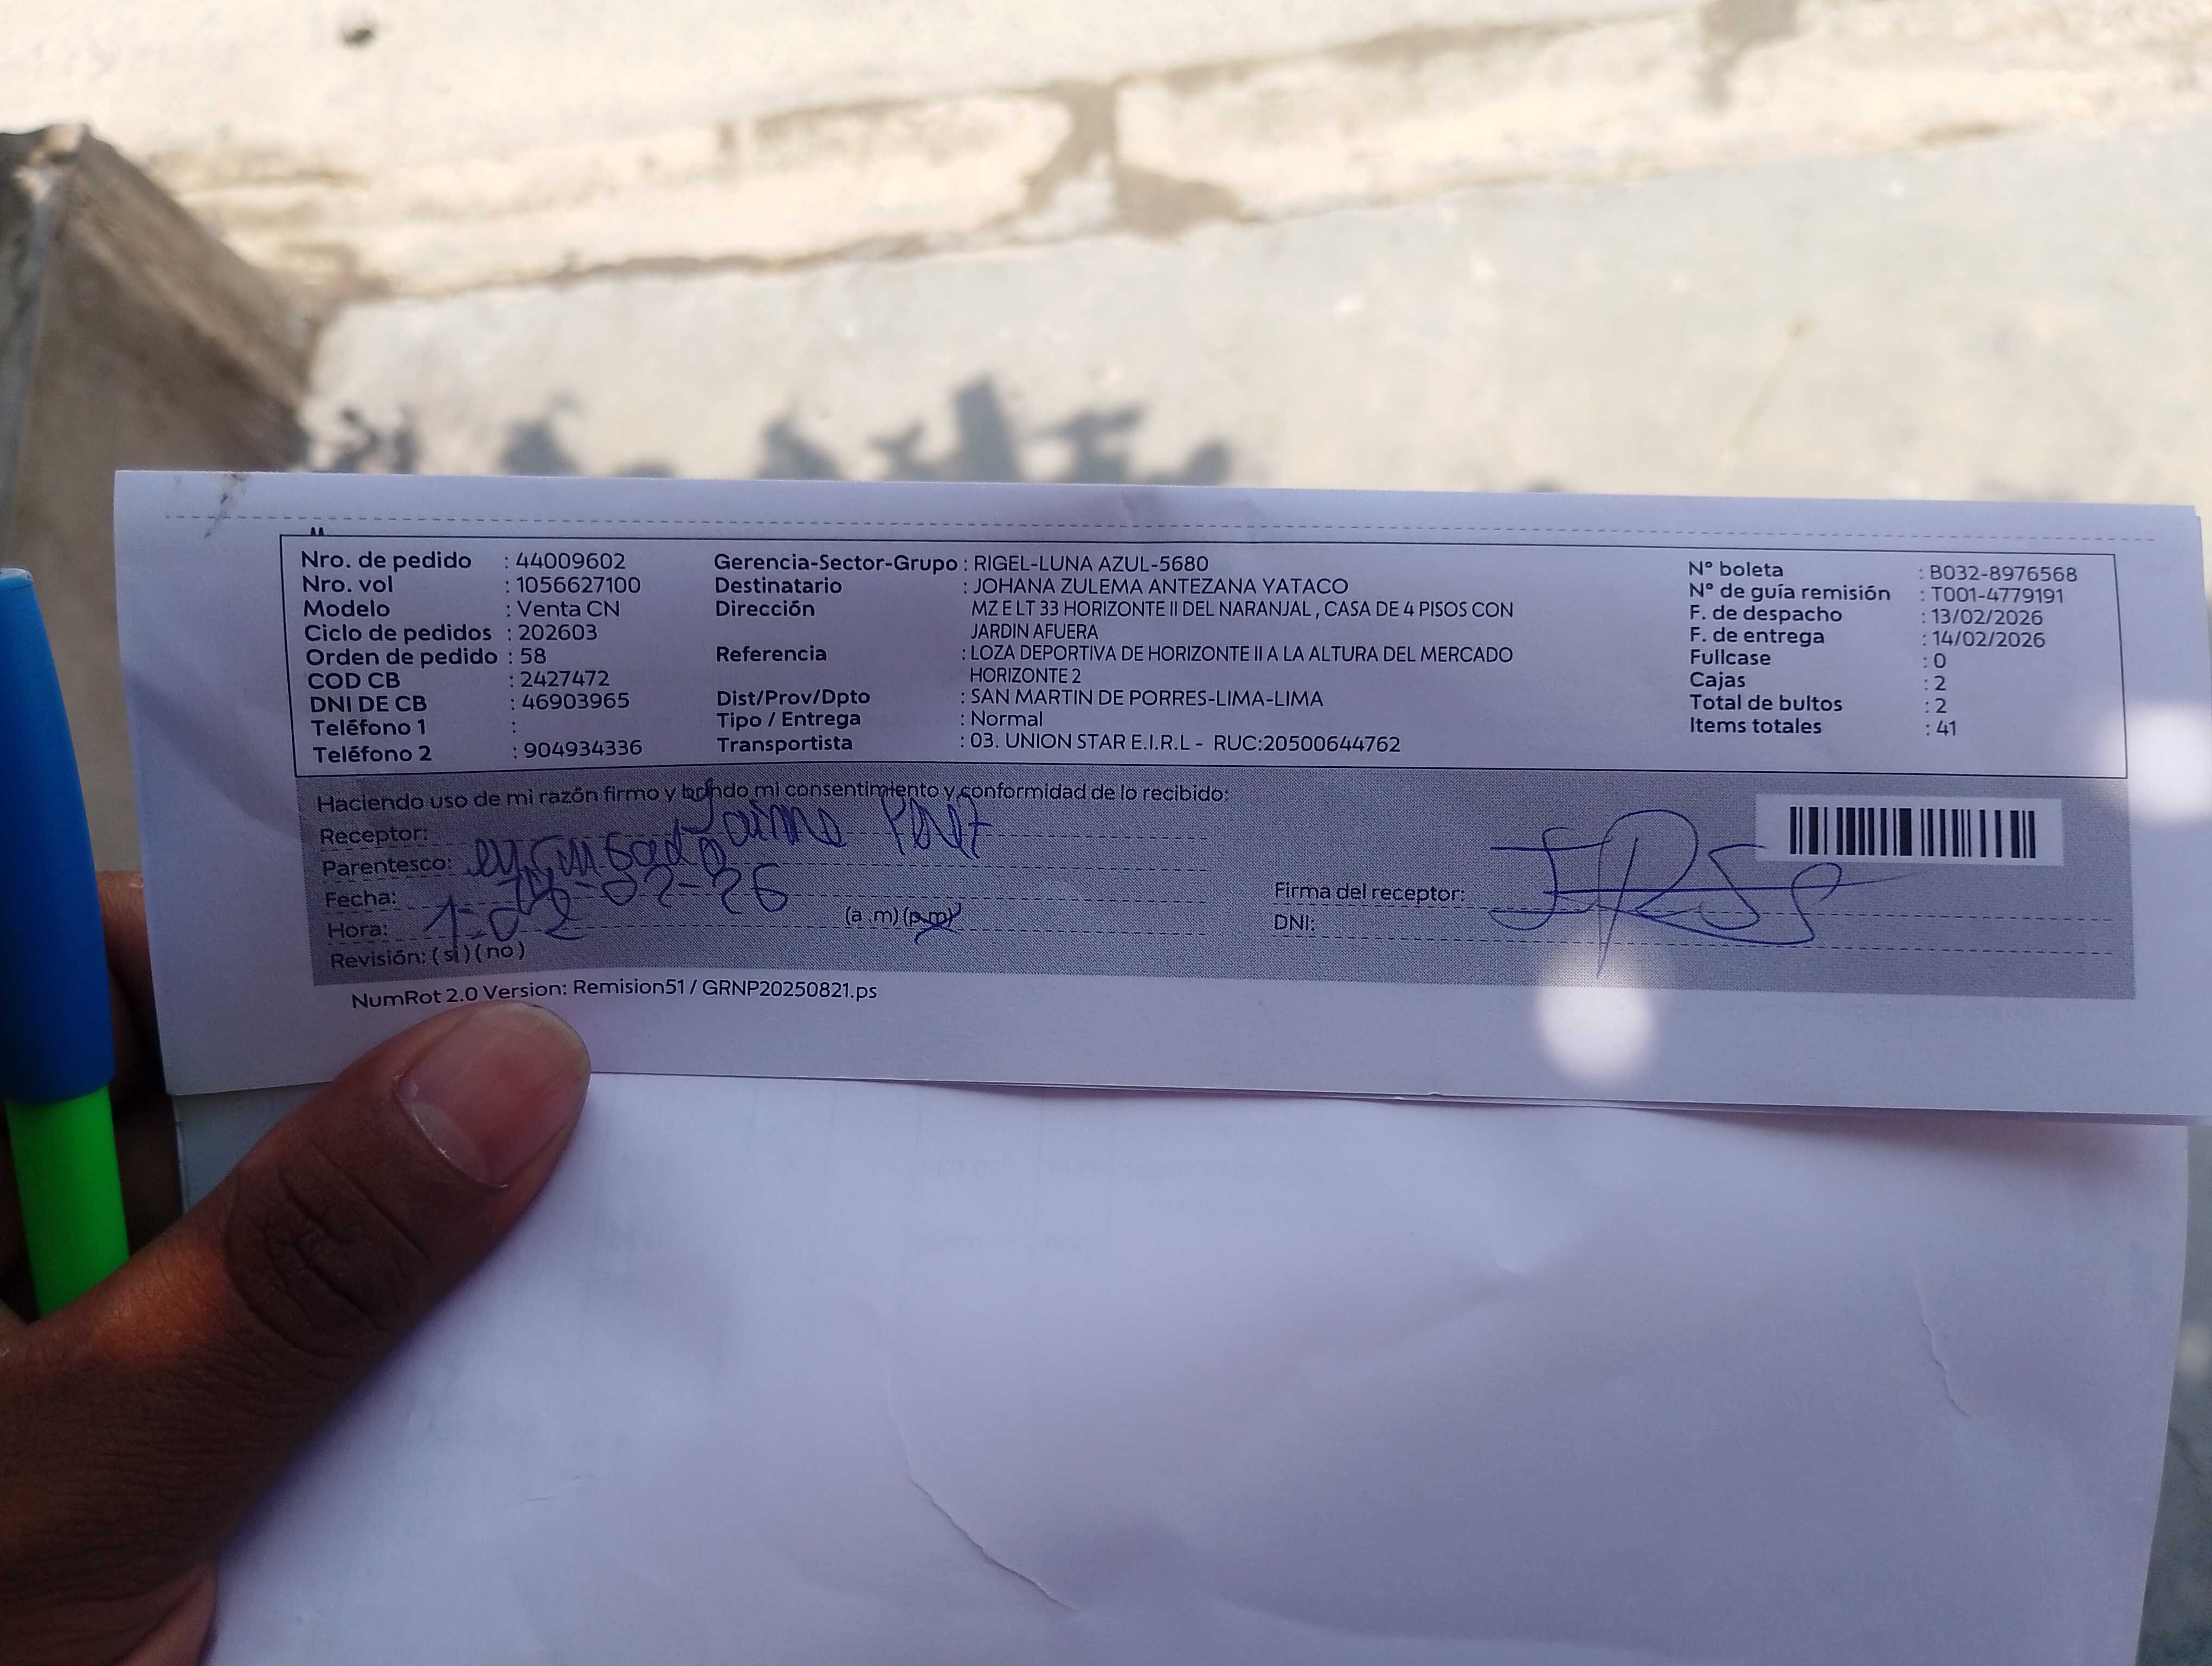 Nro. de pedido : 44009602
Nro. vol : 1056627100
Modelo : Venta CN
Ciclo de pedidos : 202603
Orden de pedido : 58
COD CB : 2427472
DNI DE CB : 46903965
Teléfono 1 :
Teléfono 2 : 904934336
Gerencia-Sector-Grupo : RIGEL-LUNA AZUL-5680
Destinatario : JOHANA ZULEMA ANTEZANA YATACO
Dirección MZ E LT 33 HORIZONTE II DEL NARANJAL , CASA DE 4 PISOS CON
JARDIN AFUERA
Referencia : LOZA DEPORTIVA DE HORIZONTE II A LA ALTURA DEL MERCADO
HORIZONTE 2
Dist/Prov/Dpto : SAN MARTIN DE PORRES-LIMA-LIMA
Tipo / Entrega : Normal
Transportista : 03. UNION STAR E.I.R.L - RUC:20500644762
N° boleta : B032-8976568
N° de guía remisión : T001-4779191
F. de despacho : 13/02/2026
F. de entrega : 14/02/2026
Fullcase : 0
Cajas : 2
Total de bultos : 2
Items totales : 41
Haciendo uso de mi razón firmo y brindo mi consentimiento y conformidad de lo recibido:
Receptor: Jaime
Parentesco:
Fecha: 14-02-26
Hora: 1:02 (a .m) (p.m)
Revisión: ( si ) ( no )
Firma del receptor:
DNI:
NumRot 2.0 Version: Remision51 / GRNP20250821.ps